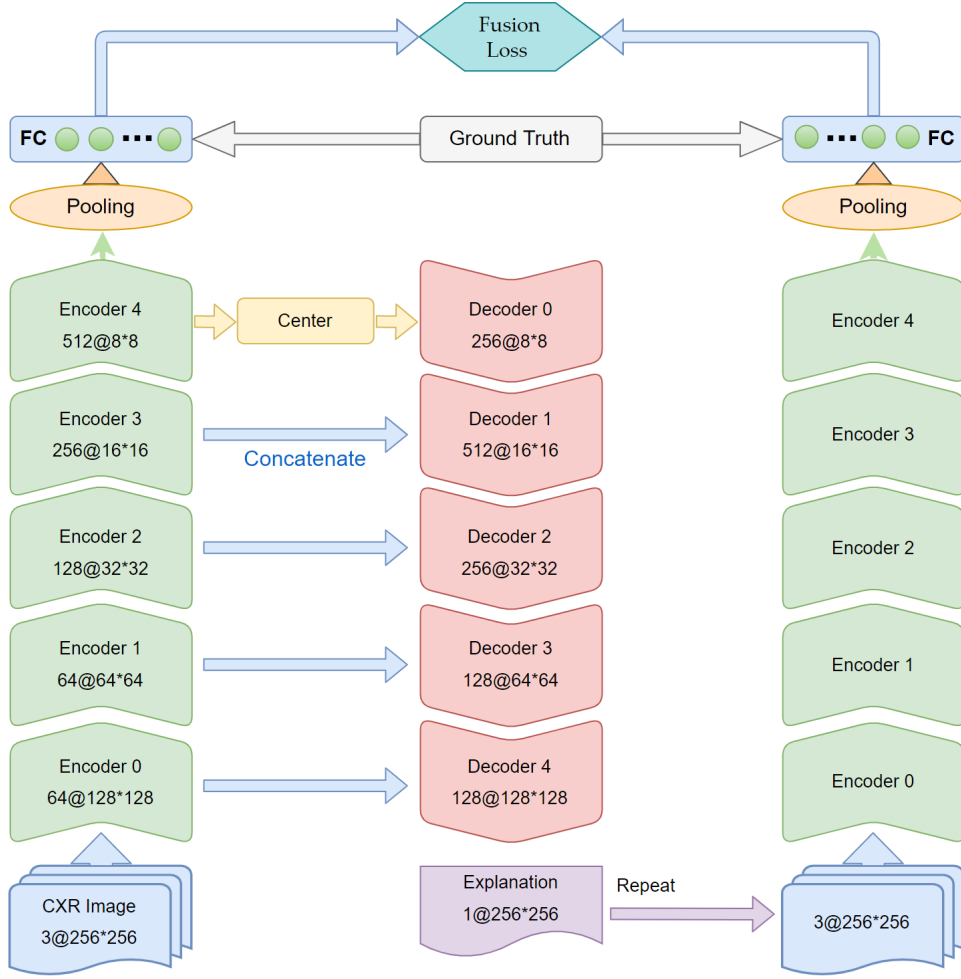 Fusion
Loss
FC
Ground Truth
FC
Pooling
Pooling
Encoder 4
512@8*8
Center
Decoder 0
256@8*8
Encoder 4
Encoder 3
256@16*16
Concatenate
Decoder 1
512@16*16
Encoder 3
Encoder 2
128@32*32
Decoder 2
256@32*32
Encoder 2
Encoder 1
64@64*64
Decoder 3
128@64*64
Encoder 1
Encoder 0
64@128*128
Decoder 4
128@128*128
Encoder 0
CXR Image
3@256*256
Explanation
1@256*256
Repeat
3@256*256